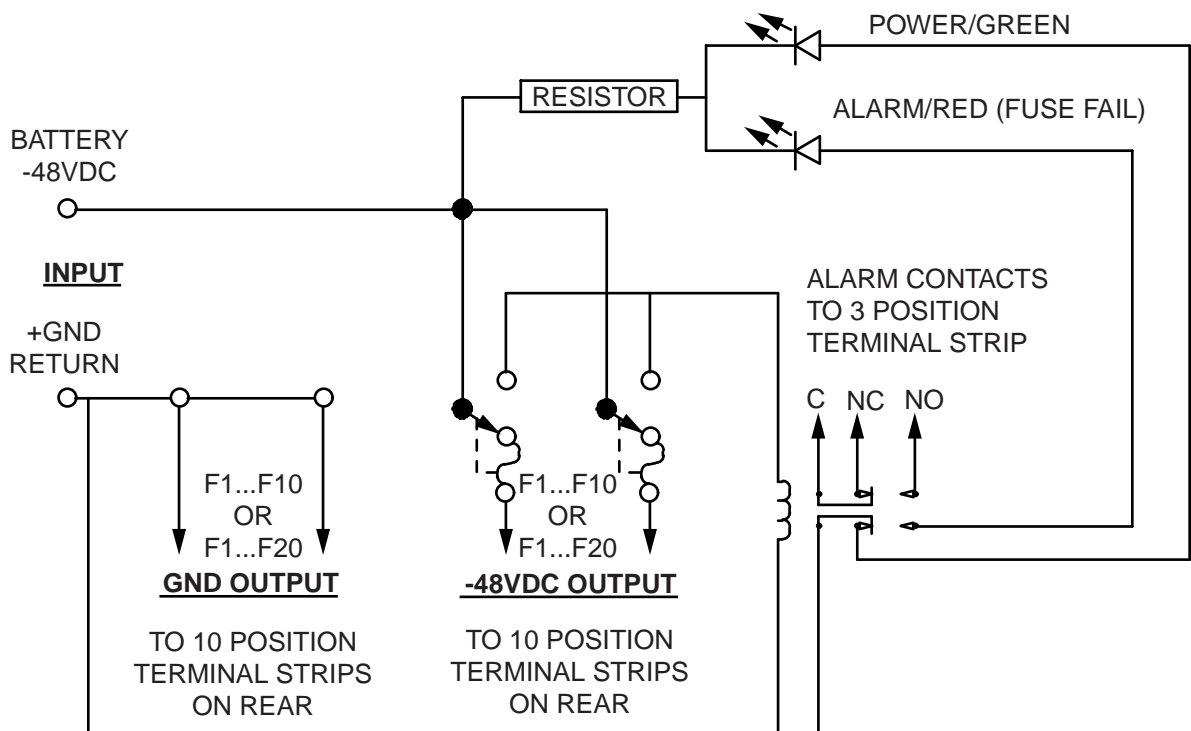 POWER/GREEN
RESISTOR
ALARM/RED (FUSE FAIL)
BATTERY
-48VDC
INPUT
+GND
RETURN
ALARM CONTACTS
TO 3 POSITION
TERMINAL STRIP
C NC NO
F1...F10
OR
F1...F20
GND OUTPUT
TO 10 POSITION
TERMINAL STRIPS
ON REAR
F1...F10
OR
F1...F20
-48VDC OUTPUT
TO 10 POSITION
TERMINAL STRIPS
ON REAR